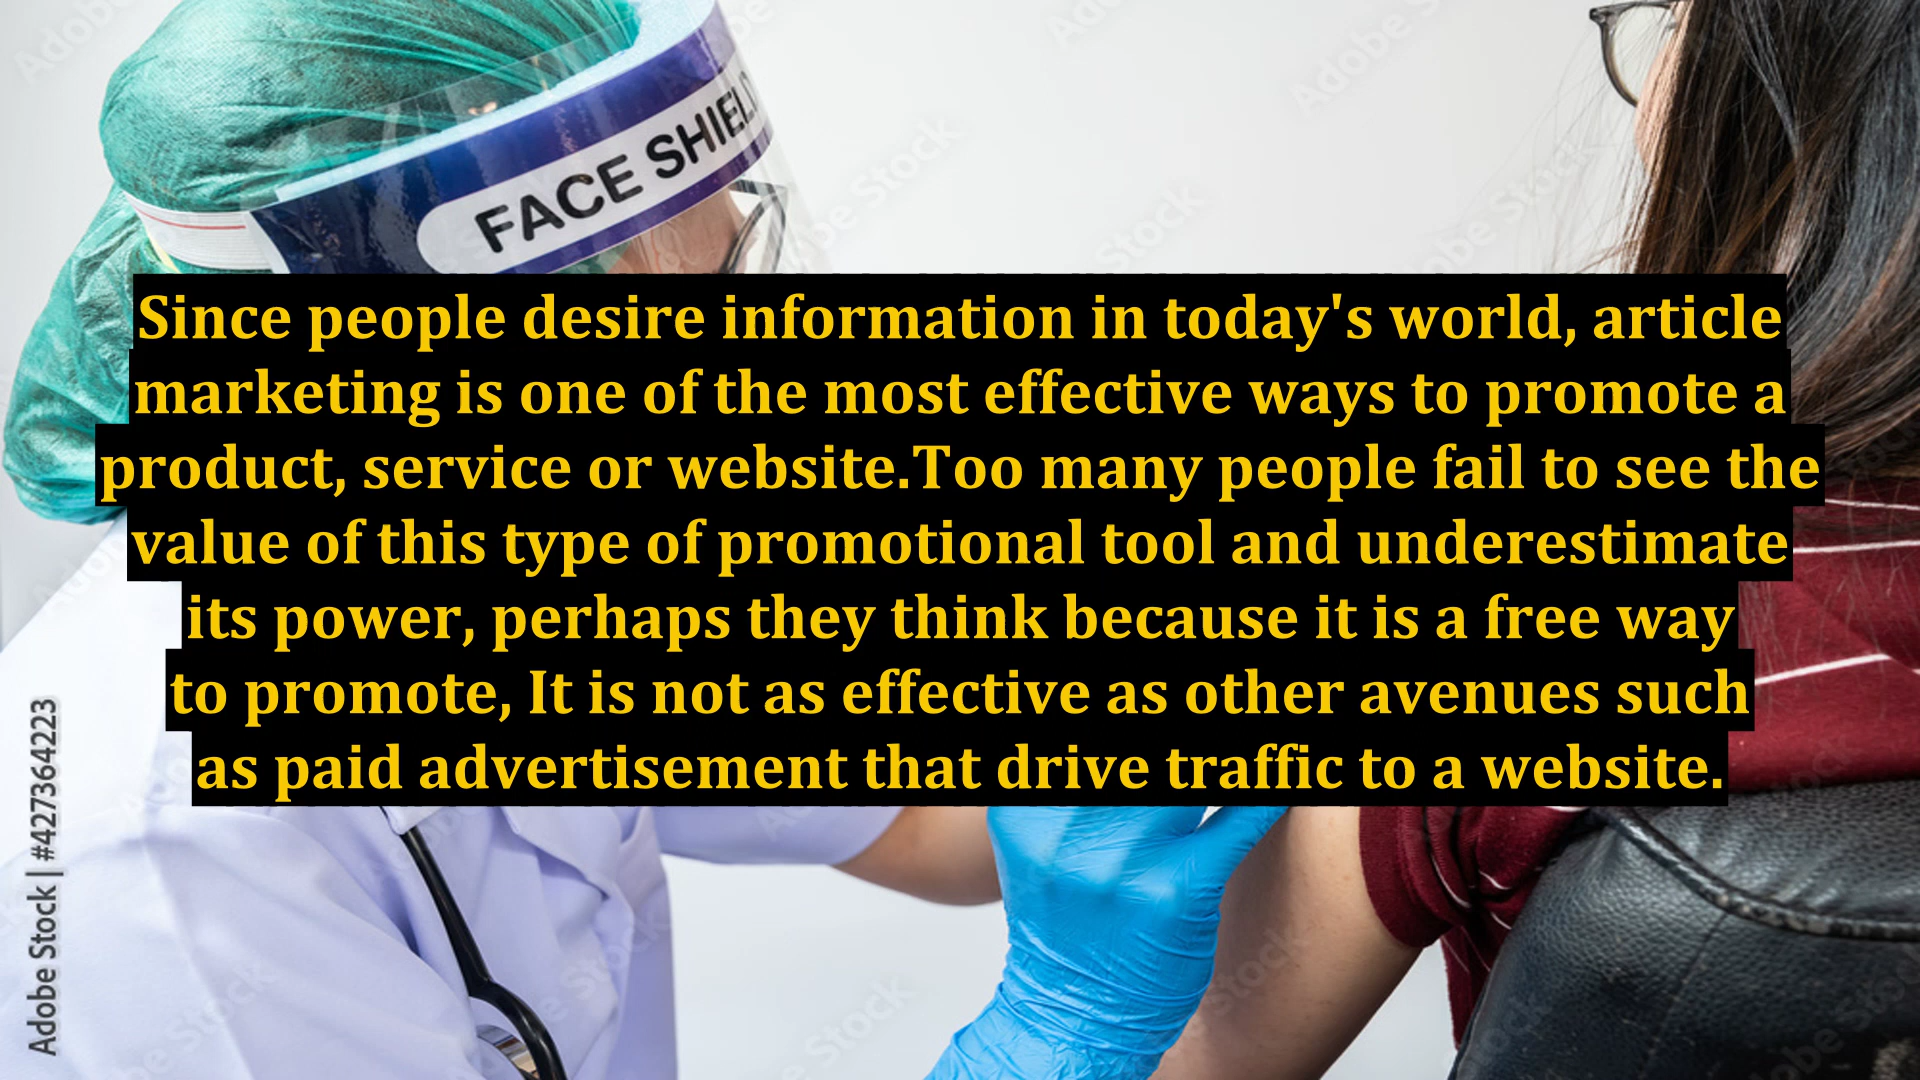 FACE SHIELD
Since people desire information in today's world, article
marketing is one of the most effective ways to promote a
product, service or website.Too many people fail to see the
value of this type of promotional tool and underestimate
its power, perhaps they think because it is a free way
to promote, It is not as effective as other avenues such
as paid advertisement that drive traffic to a website.
Adobe Stock | #427364223